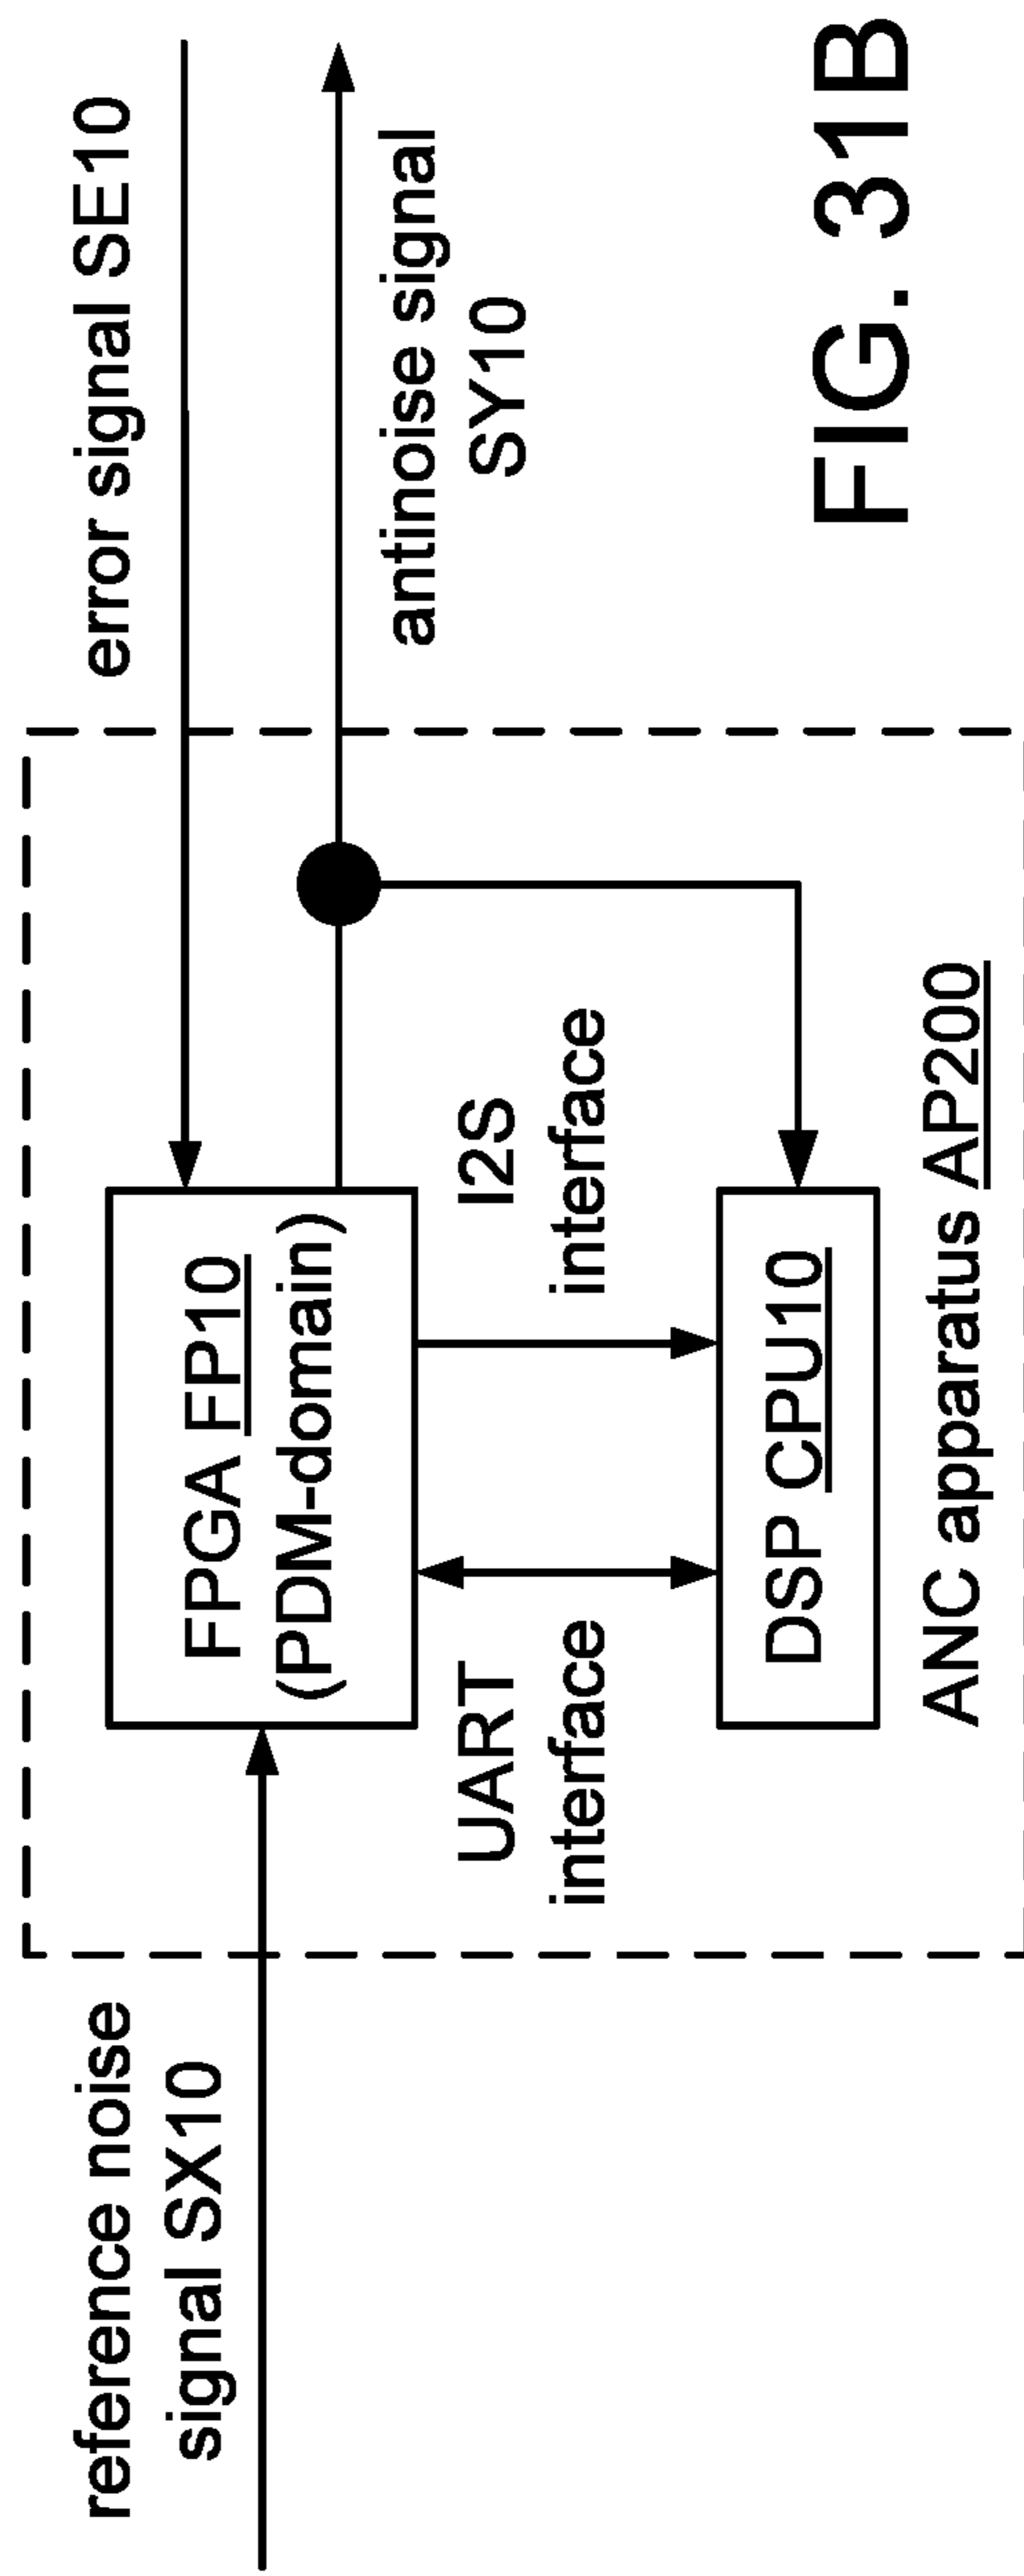 reference noise
signal SX10
error signal SE10
FPGA FP10
(PDM-domain)
antinoise signal
SY10
UART
interface
I2S
interface
DSP CPU10
ANC apparatus AP200
FIG. 31B